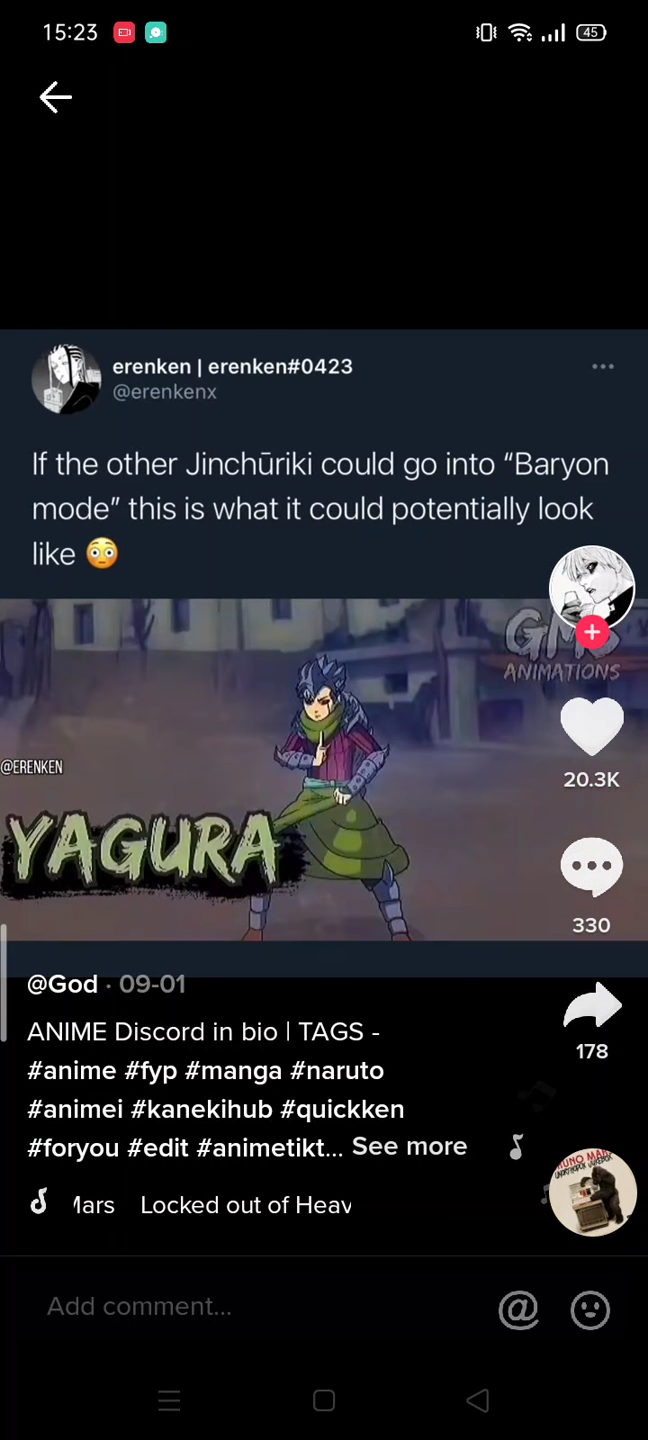 15:23
45
erenken | erenken#0423
@erenkenx
If the other Jinchūriki could go into “Baryon
mode” this is what it could potentially look
like 😳
ANIMATIONS
@ERENKEN
YAGURA
20.3K
330
@God · 09-01
ANIME Discord in bio | TAGS -
#anime #fyp #manga #naruto
#animei #kanekihub #quickken
#foryou #edit #animetikt... See more
178
Locked out of
Add comment...